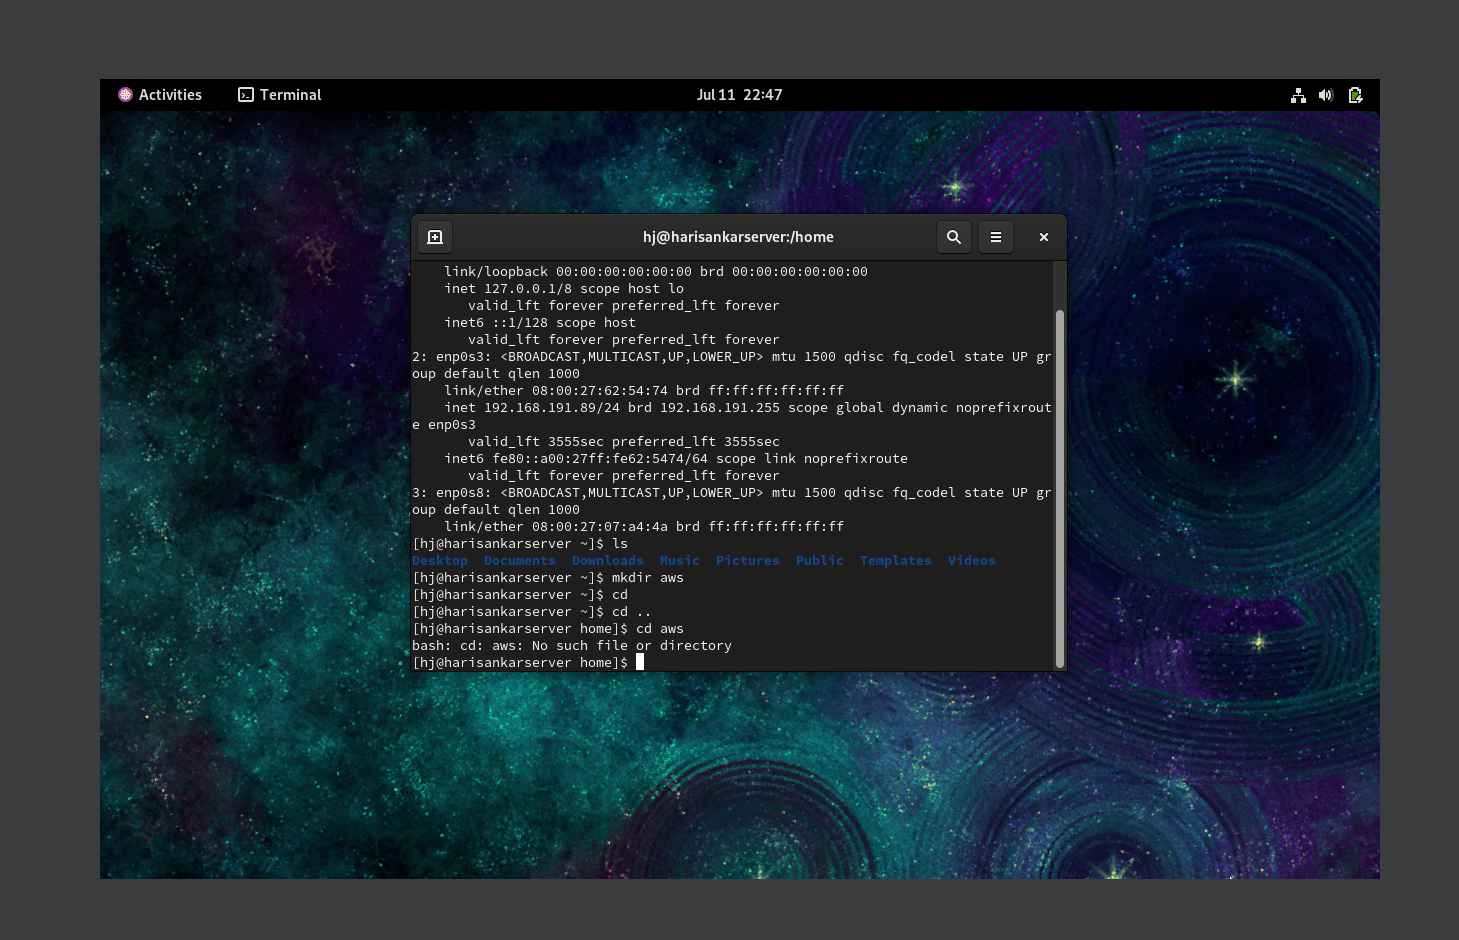 Activities Terminal Jul 11 22:47
hj@harisankarserver:/home
link/loopback 00:00:00:00:00:00 brd 00:00:00:00:00:00
inet 127.0.0.1/8 scope host lo
valid_lft forever preferred_lft forever
inet6 ::1/128 scope host
valid_lft forever preferred_lft forever
2: enp0s3: <BROADCAST,MULTICAST,UP,LOWER_UP> mtu 1500 qdisc fq_codel state UP gr
oup default qlen 1000
link/ether 08:00:27:62:54:74 brd ff:ff:ff:ff:ff:ff
inet 192.168.191.89/24 brd 192.168.191.255 scope global dynamic noprefixrout
e enp0s3
valid_lft 3555sec preferred_lft 3555sec
inet6 fe80::a00:27ff:fe62:5474/64 scope link noprefixroute
valid_lft forever preferred_lft forever
3: enp0s8: <BROADCAST,MULTICAST,UP,LOWER_UP> mtu 1500 qdisc fq_codel state UP gr
oup default qlen 1000
link/ether 08:00:27:07:a4:4a brd ff:ff:ff:ff:ff:ff
[hj@harisankarserver ~]$ ls
Desktop Documents Downloads Music Pictures Public Templates Videos
[hj@harisankarserver ~]$ mkdir aws
[hj@harisankarserver ~]$ cd
[hj@harisankarserver ~]$ cd ..
[hj@harisankarserver home]$ cd aws
bash: cd: aws: No such file or directory
[hj@harisankarserver home]$